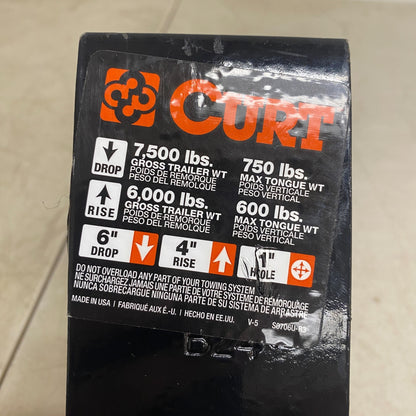 CURT
DROP
7,500 lbs.
GROSS TRAILER WT
POIDS DE REMORQUE
PESO DEL REMOLQUE
750 lbs.
MAX TONGUE WT
POIDS VERTICALE
PESO VERTICAL
RISE
6,000 lbs.
GROSS TRAILER WT
POIDS DE REMORQUE
PESO DEL REMOLQUE
600 lbs.
MAX TONGUE WT
POIDS VERTICALE
PESO VERTICAL
6"
DROP
4"
RISE
1"
HOLE
DO NOT OVERLOAD ANY PART OF YOUR TOWING SYSTEM
NE SURCHARGEZ JAMAIS UNE PARTIE DE VOTRE SYSTÈME DE REMORQUAGE
NUNCA SOBRECARGUE NINGUNA PARTE DE SU SISTEMA DE ARRASTRE
MADE IN USA | FABRIQUÉ AUX É.-U. | HECHO EN EE.UU. V-5 S0706U-R3